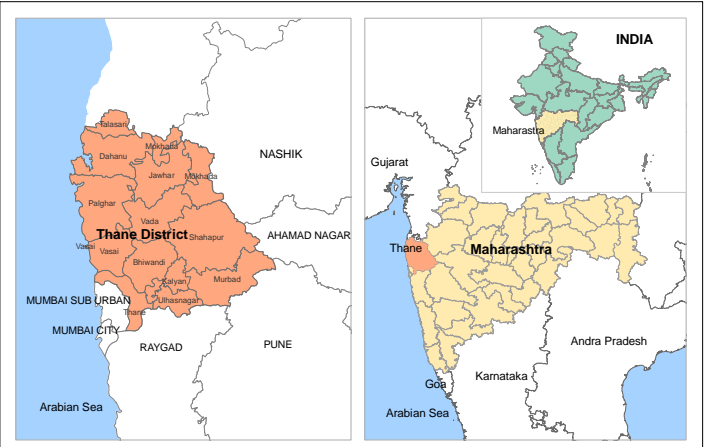 Talasari
Mokhada
Dahanu
NASHIK
Jawhar
Mokhada
Palghar
Vada
Thane District
Shahapur
AHAMAD NAGAR
Vasai
Vasai
Bhiwandi
Kalyan
Murbad
MUMBAI SUB URBAN
Ulhasnagar
Thane
MUMBAI CITY
RAYGAD
PUNE
Arabian Sea
INDIA
Maharastra
Gujarat
Thane
Maharashtra
Andra Pradesh
Karnataka
Goa
Arabian Sea